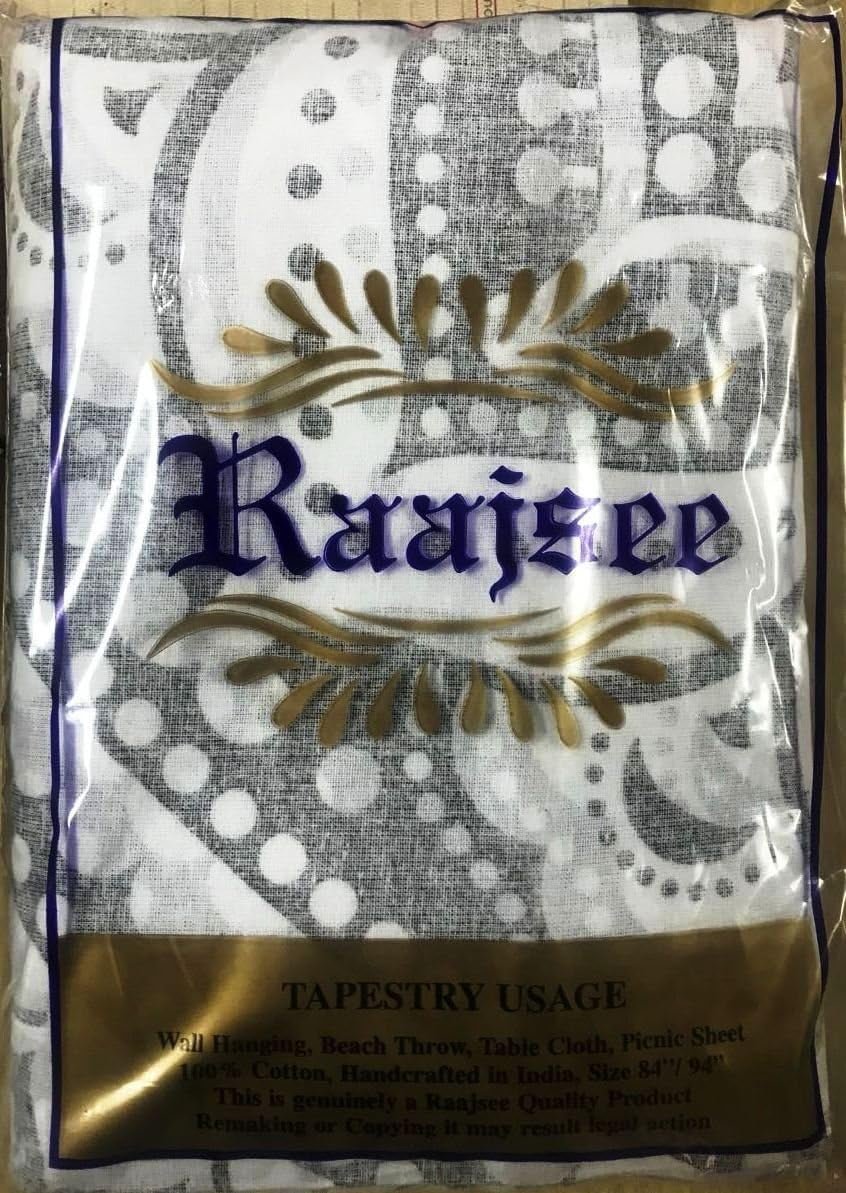 Raajsee
TAPESTRY USAGE
Wall Hanging, Beach Throw, Table Cloth, Picnic Sheet
100% Cotton, Handcrafted in India, Size 84"/ 94"
This is genuinely a Raajsee Quality Product
Remaking or Copying it may result legal action